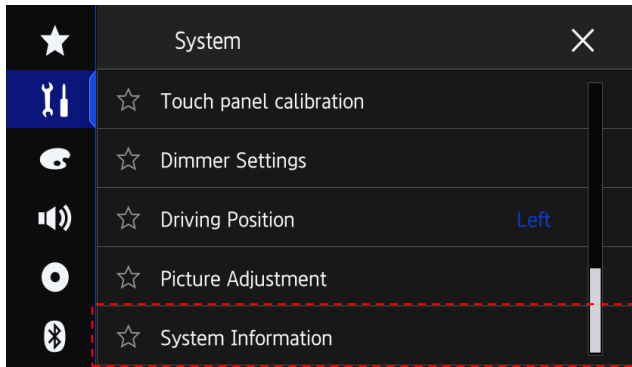 System
Touch panel calibration
Dimmer Settings
Driving Position Left
Picture Adjustment
System Information